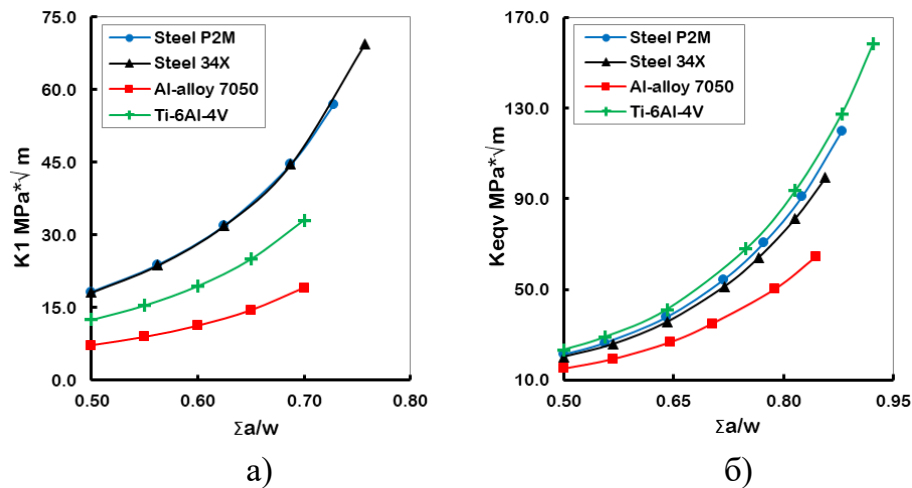 75.0
60.0
45.0
30.0
15.0
0.0
K1 MPa*√ m
Steel P2M
Steel 34X
Al-alloy 7050
Ti-6Al-4V
0.50
0.60
0.70
0.80
Σa/w
а)
170.0
130.0
90.0
50.0
10.0
Keqv MPa*√ m
Steel P2M
Steel 34X
Al-alloy 7050
Ti-6Al-4V
0.50
0.65
0.80
0.95
Σa/w
б)